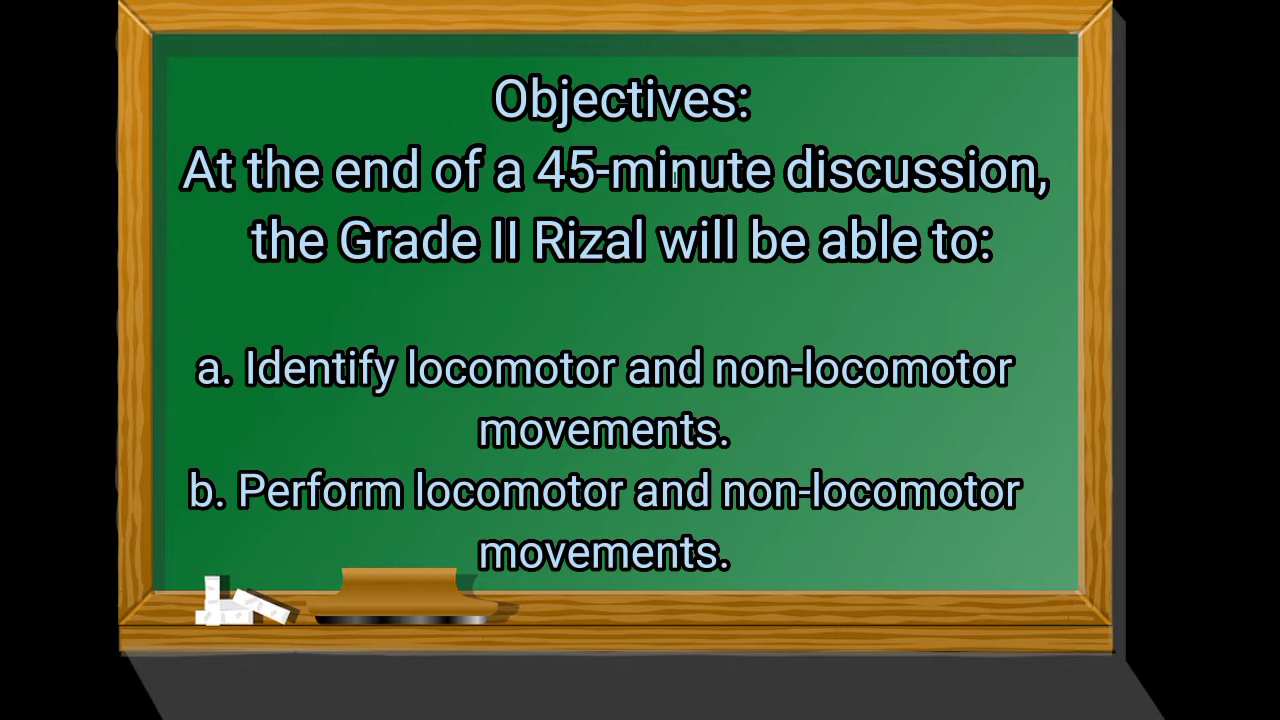 Objectives:
At the end of a 45-minute discussion,
the Grade II Rizal will be able to:
a. Identify locomotor and non-locomotor
movements.
b. Perform locomotor and non-locomotor
movements.